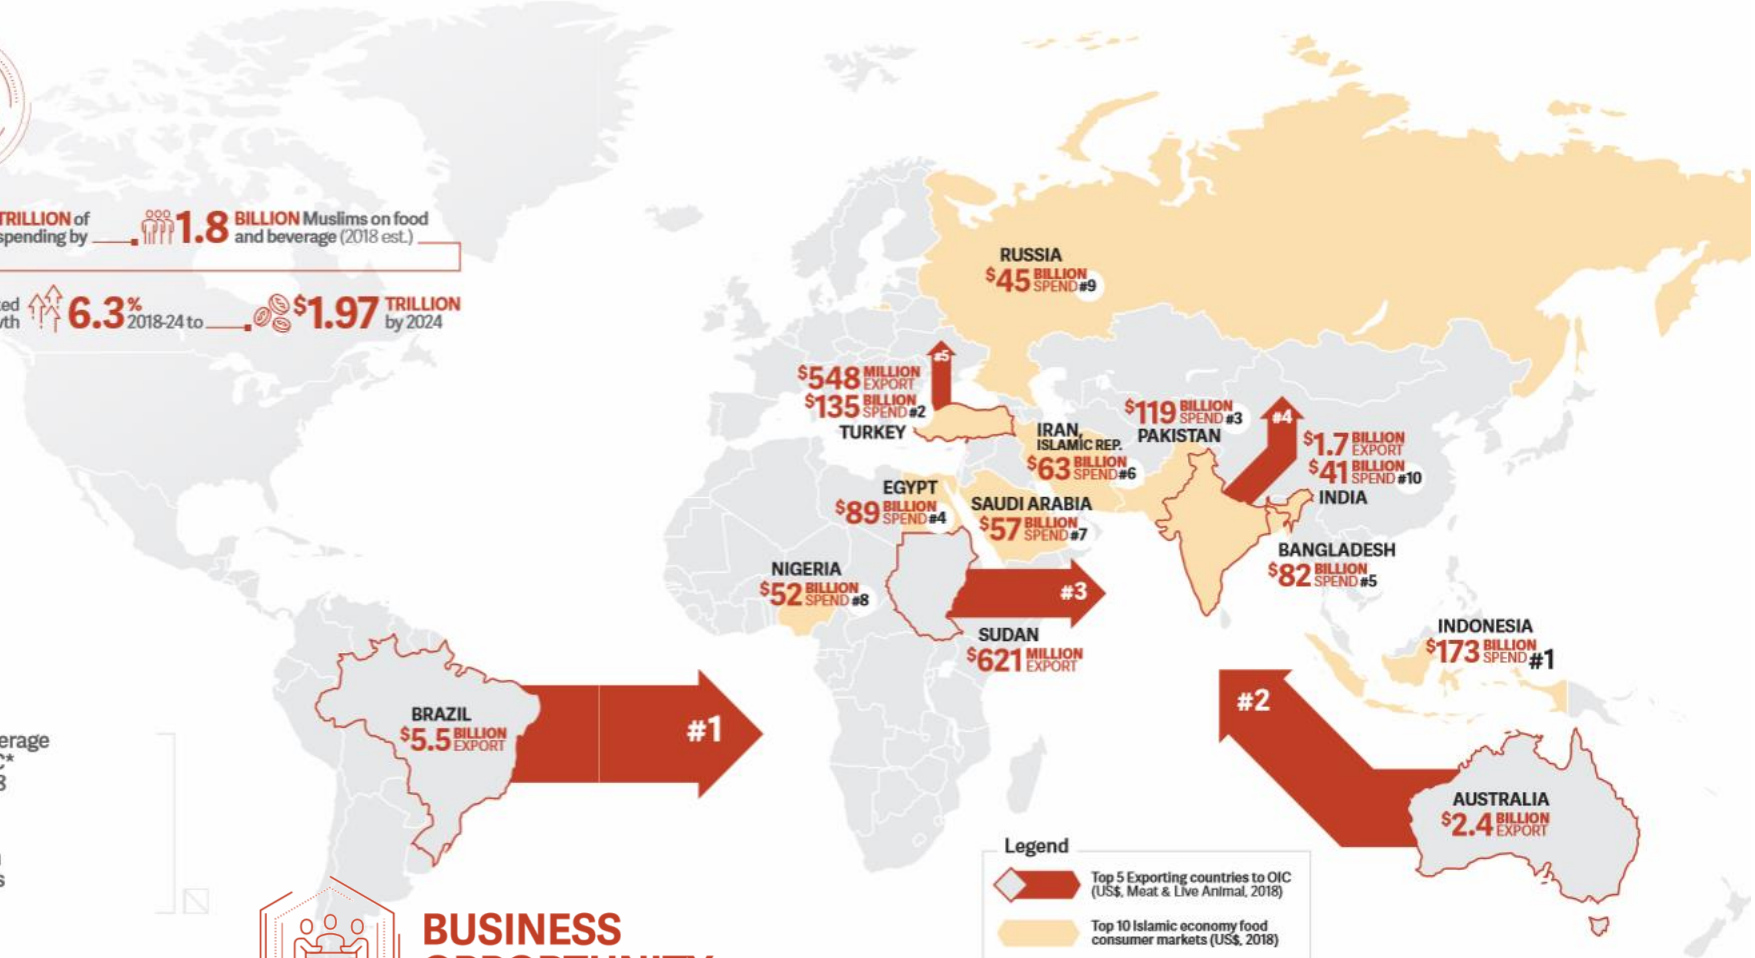 TRILLION of
spending by
1.8 BILLION Muslims on food
and beverage (2018 est.)
6.3% 2018-24 to
$1.97 TRILLION
by 2024
RUSSIA
$45 BILLION
SPEND #9
#5
$548 MILLION
EXPORT
$135 BILLION
SPEND #2
TURKEY
IRAN,
ISLAMIC REP.
$63 BILLION
SPEND #6
$119 BILLION
SPEND #3
PAKISTAN
#4
$1.7 BILLION
EXPORT
$41 BILLION
SPEND #10
INDIA
EGYPT
$89 BILLION
SPEND #4
SAUDI ARABIA
$57 BILLION
SPEND #7
BANGLADESH
$82 BILLION
SPEND #5
NIGERIA
$52 BILLION
SPEND #8
#3
SUDAN
$621 MILLION
EXPORT
INDONESIA
$173 BILLION
SPEND #1
BRAZIL
$5.5 BILLION
EXPORT
#1
#2
AUSTRALIA
$2.4 BILLION
EXPORT
Legend
Top 5 Exporting countries to OIC
(US$, Meat & Live Animal, 2018)
Top 10 Islamic economy food
consumer markets (US$, 2018)
BUSINESS